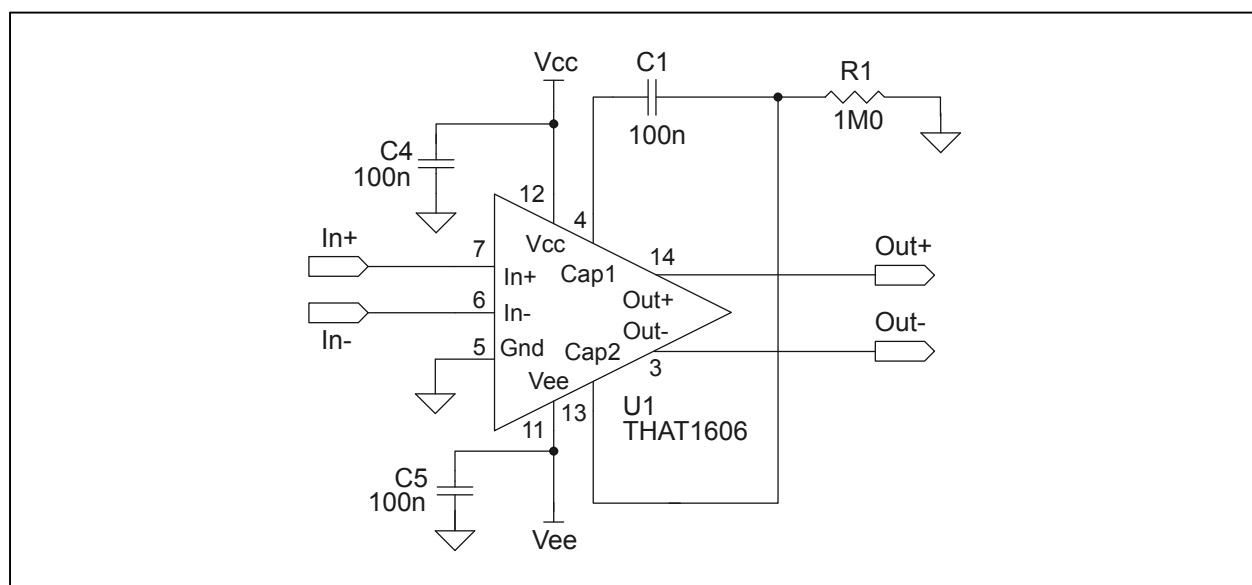 Vcc
C1
R1
100n
1M0
C4
100n
12
4
Vcc
In+
7
In+
Cap1
14
Out+
Out+
In-
6
In-
Out-
Out-
5
Gnd
Cap2
3
Vee
13
11
U1
THAT1606
C5
100n
Vee